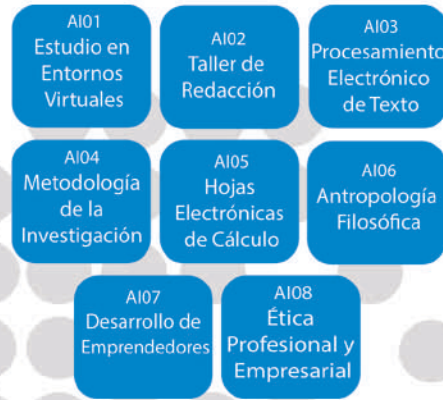 AI01
Estudio en
Entornos
Virtuales
AI02
Taller de
Redacción
AI03
Procesamiento
Electrónico
de Texto
AI04
Metodología
de la
Investigación
AI05
Hojas
Electrónicas
de Cálculo
AI06
Antropología
Filosófica
AI07
Desarrollo de
Emprendedores
AI08
Ética
Profesional y
Empresarial